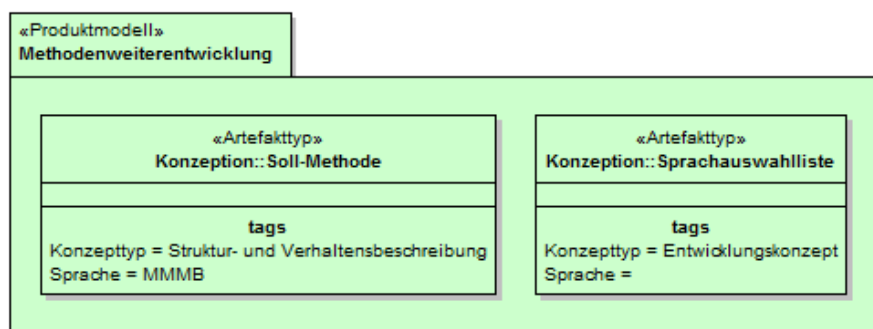 «Produktmodell»
Methodenweiterentwicklung
«Artefakttyp»
Konzeption::Soll-Methode
tags
Konzepttyp = Struktur- und Verhaltensbeschreibung
Sprache = MMMB
«Artefakttyp»
Konzeption::Sprachauswahlliste
tags
Konzepttyp = Entwicklungskonzept
Sprache =